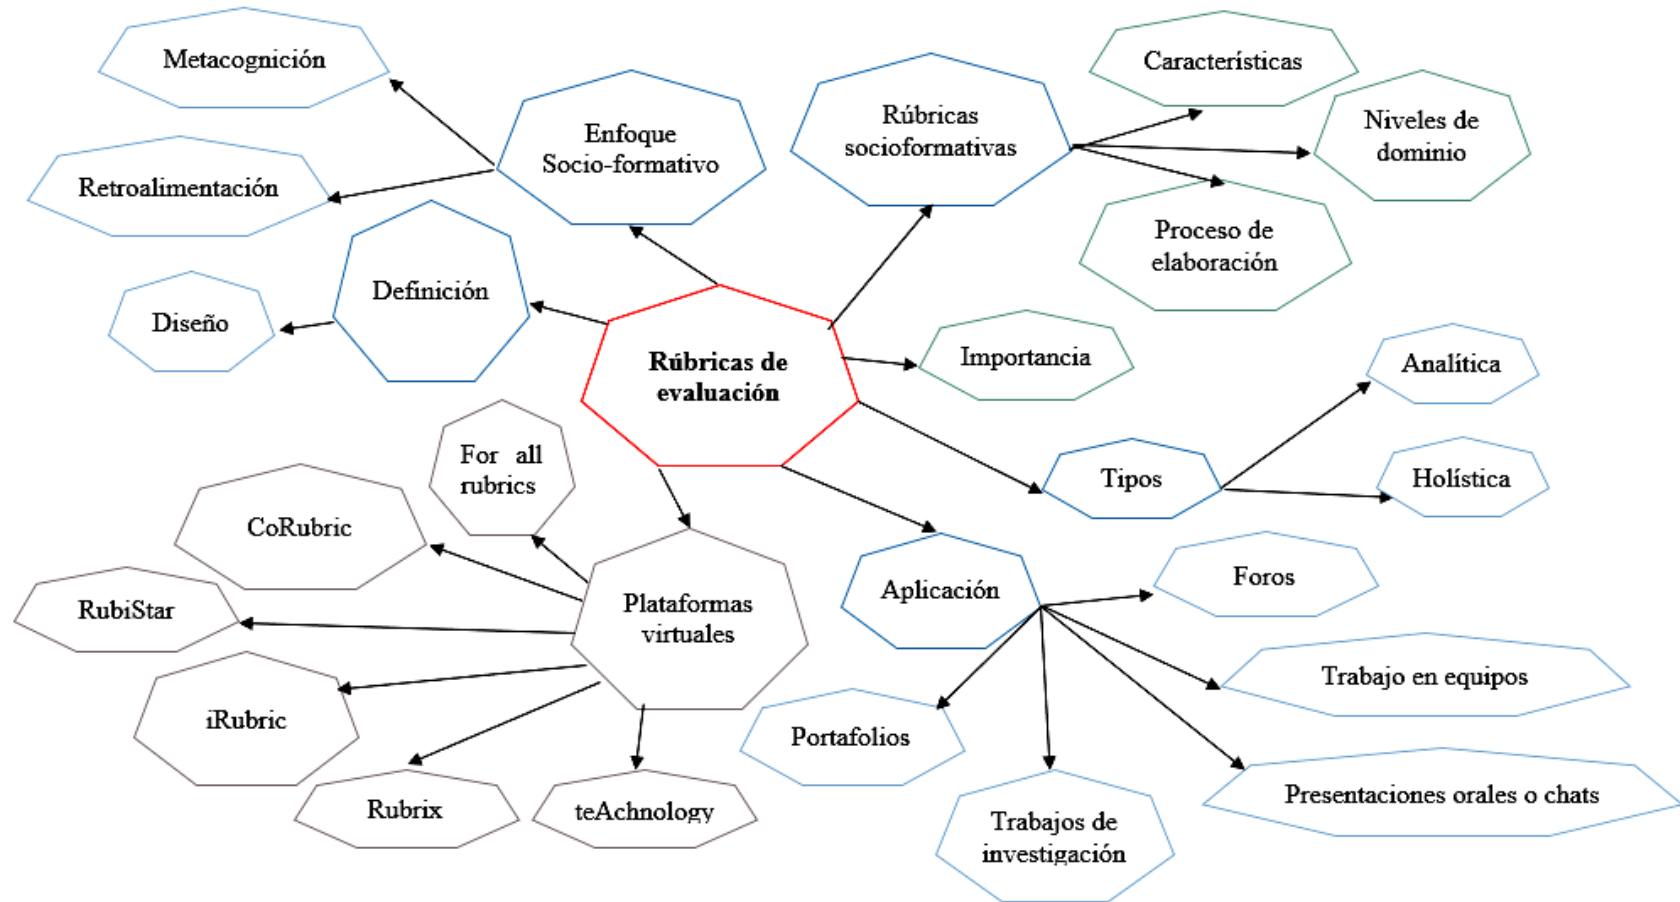 Metacognición
Retroalimentación
Enfoque
Socio-formativo
Rúbricas
socioformativas
Características
Niveles de
dominio
Proceso de
elaboración
Definición
Diseño
Rúbricas de
evaluación
Importancia
Analítica
Tipos
Holística
For all
rubrics
CoRubric
RubiStar
iRubric
Rubrix
teAchnology
Plataformas
virtuales
Aplicación
Foros
Trabajo en equipos
Presentaciones orales o chats
Portafolios
Trabajos de
investigación